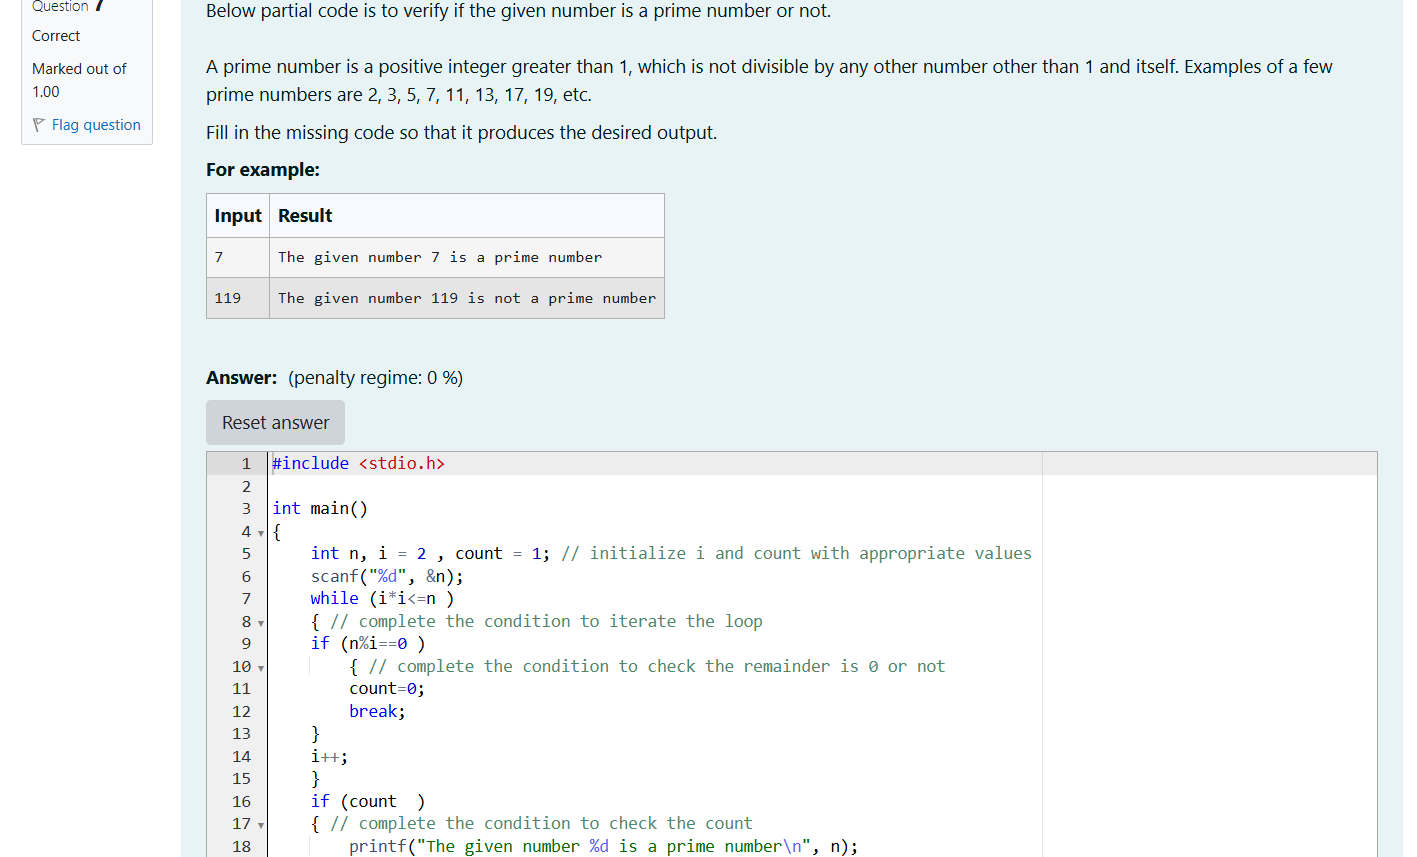 Question 7
Correct
Marked out of
1.00
Flag question
Below partial code is to verify if the given number is a prime number or not.
A prime number is a positive integer greater than 1, which is not divisible by any other number other than 1 and itself. Examples of a few
prime numbers are 2, 3, 5, 7, 11, 13, 17, 19, etc.
Fill in the missing code so that it produces the desired output.
For example:
Input Result
7 The given number 7 is a prime number
119 The given number 119 is not a prime number
Answer: (penalty regime: 0 %)
Reset answer
1 #include <stdio.h>
2
3 int main()
4 {
5 int n, i = 2 , count = 1; // initialize i and count with appropriate values
6 scanf("%d", &n);
7 while (i*i<=n )
8 { // complete the condition to iterate the loop
9 if (n%i==0 )
10 { // complete the condition to check the remainder is 0 or not
11 count=0;
12 break;
13 }
14 i++;
15 }
16 if (count  )
17 { // complete the condition to check the count
18 printf("The given number %d is a prime number\n", n);